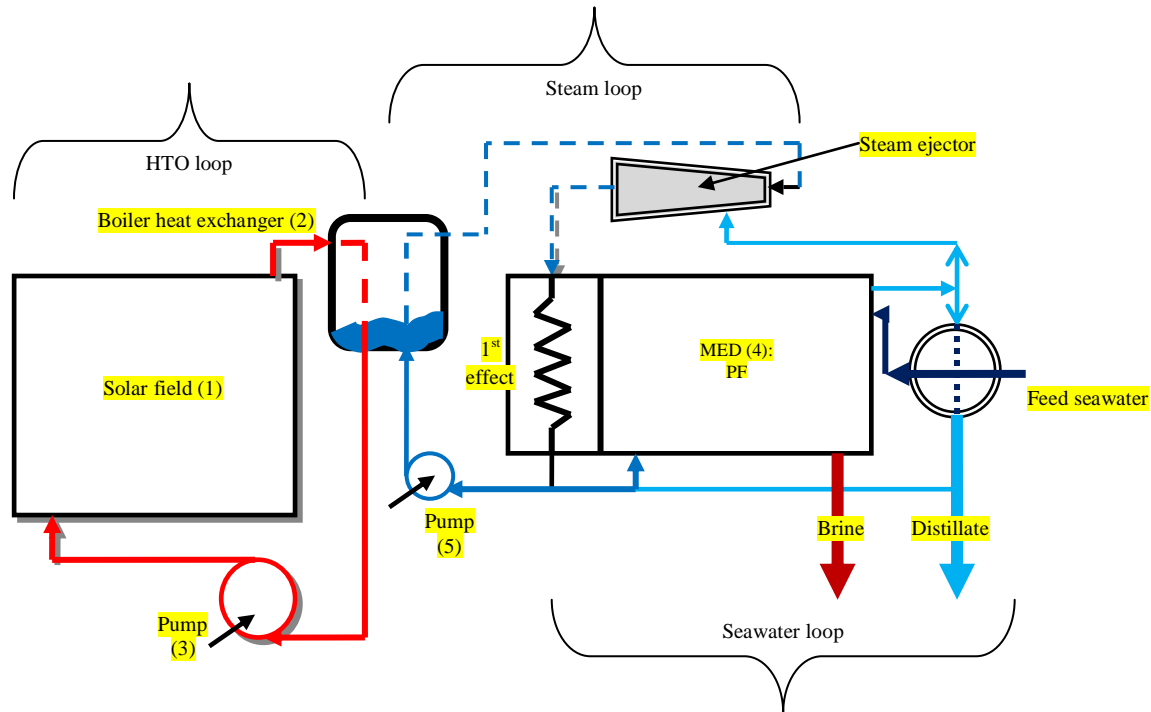 Steam loop
HTO loop
Steam ejector
Boiler heat exchanger (2)
Solar field (1)
1st
effect
MED (4):
PF
Feed seawater
Pump
(5)
Brine
Distillate
Pump
(3)
Seawater loop